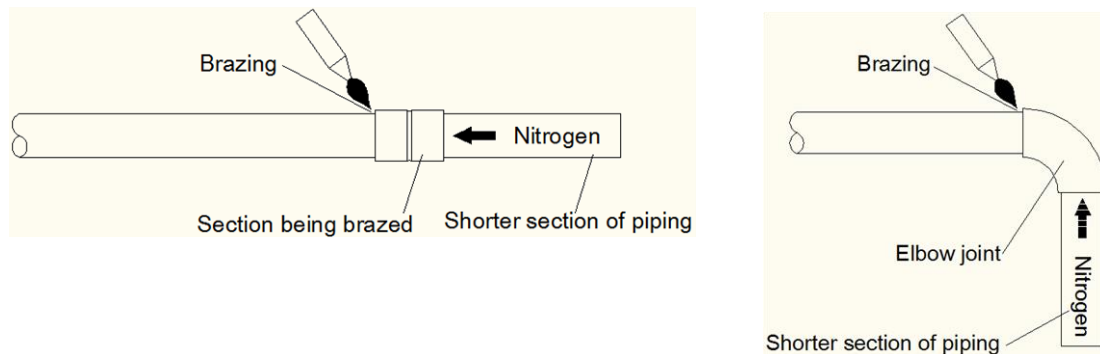 Brazing
Nitrogen
Section being brazed
Shorter section of piping
Brazing
Elbow joint
Nitrogen
Shorter section of piping